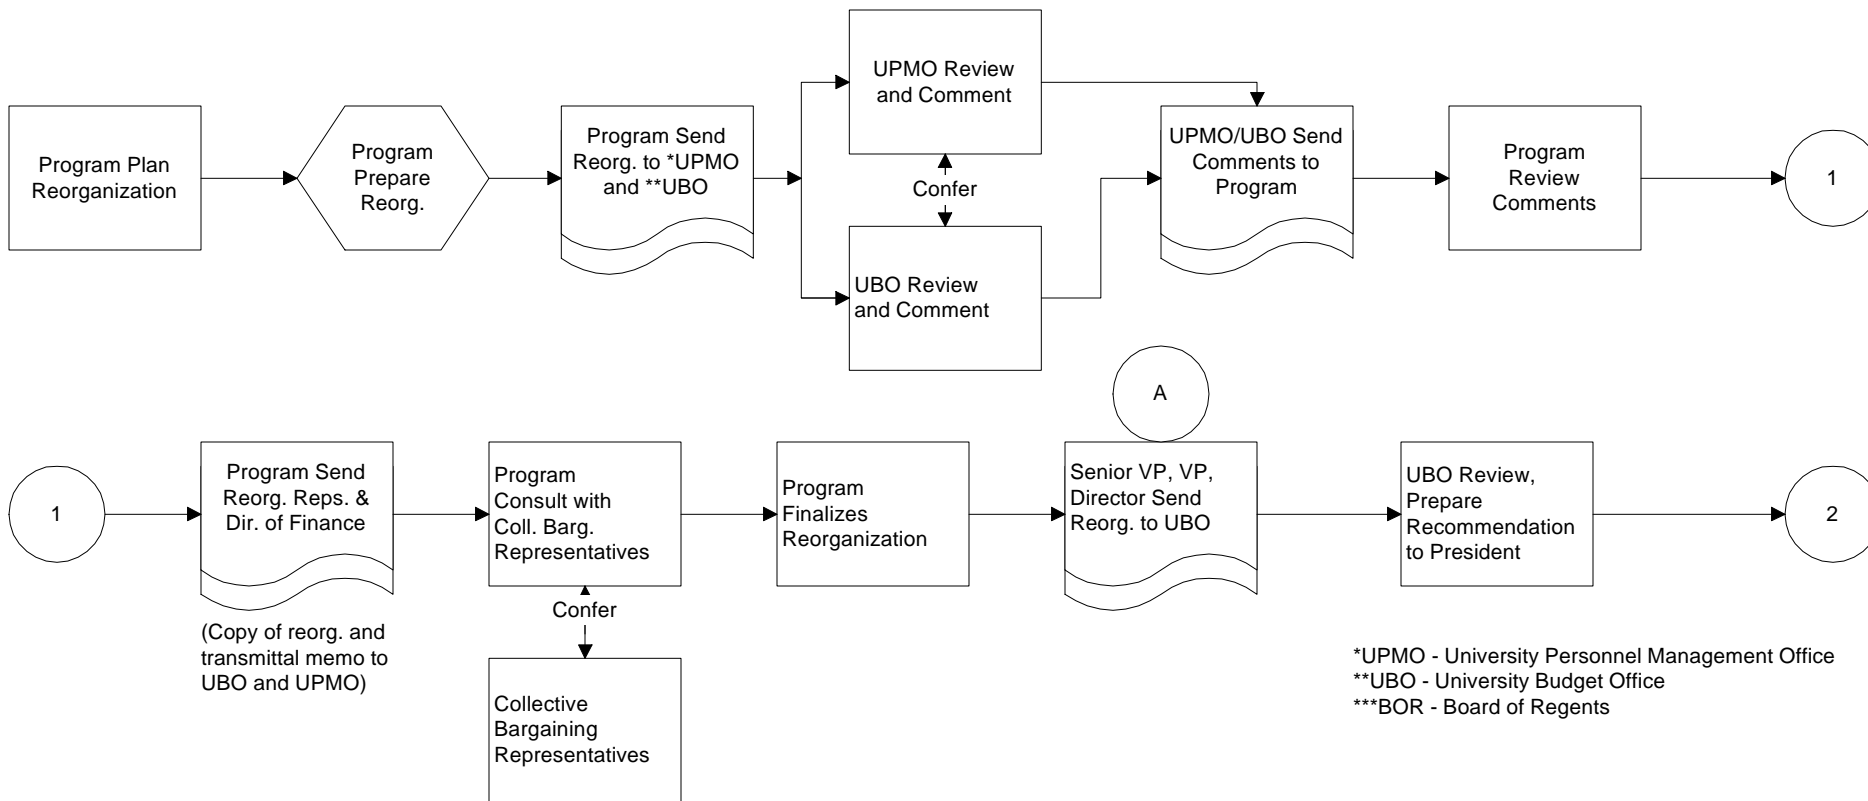 Program Plan
Reorganization
Program
Prepare
Reorg.
Program Send
Reorg. to *UPMO
and **UBO
UPMO Review
and Comment
Confer
UBO Review
and Comment
UPMO/UBO Send
Comments to
Program
Program
Review
Comments
1
1
Program Send
Reorg. Reps. &
Dir. of Finance
(Copy of reorg. and
transmittal memo to
UBO and UPMO)
Program
Consult with
Coll. Barg.
Representatives
Confer
Collective
Bargaining
Representatives
Program
Finalizes
Reorganization
A
Senior VP, VP,
Director Send
Reorg. to UBO
UBO Review,
Prepare
Recommendation
to President
2
*UPMO - University Personnel Management Office
**UBO - University Budget Office
***BOR - Board of Regents